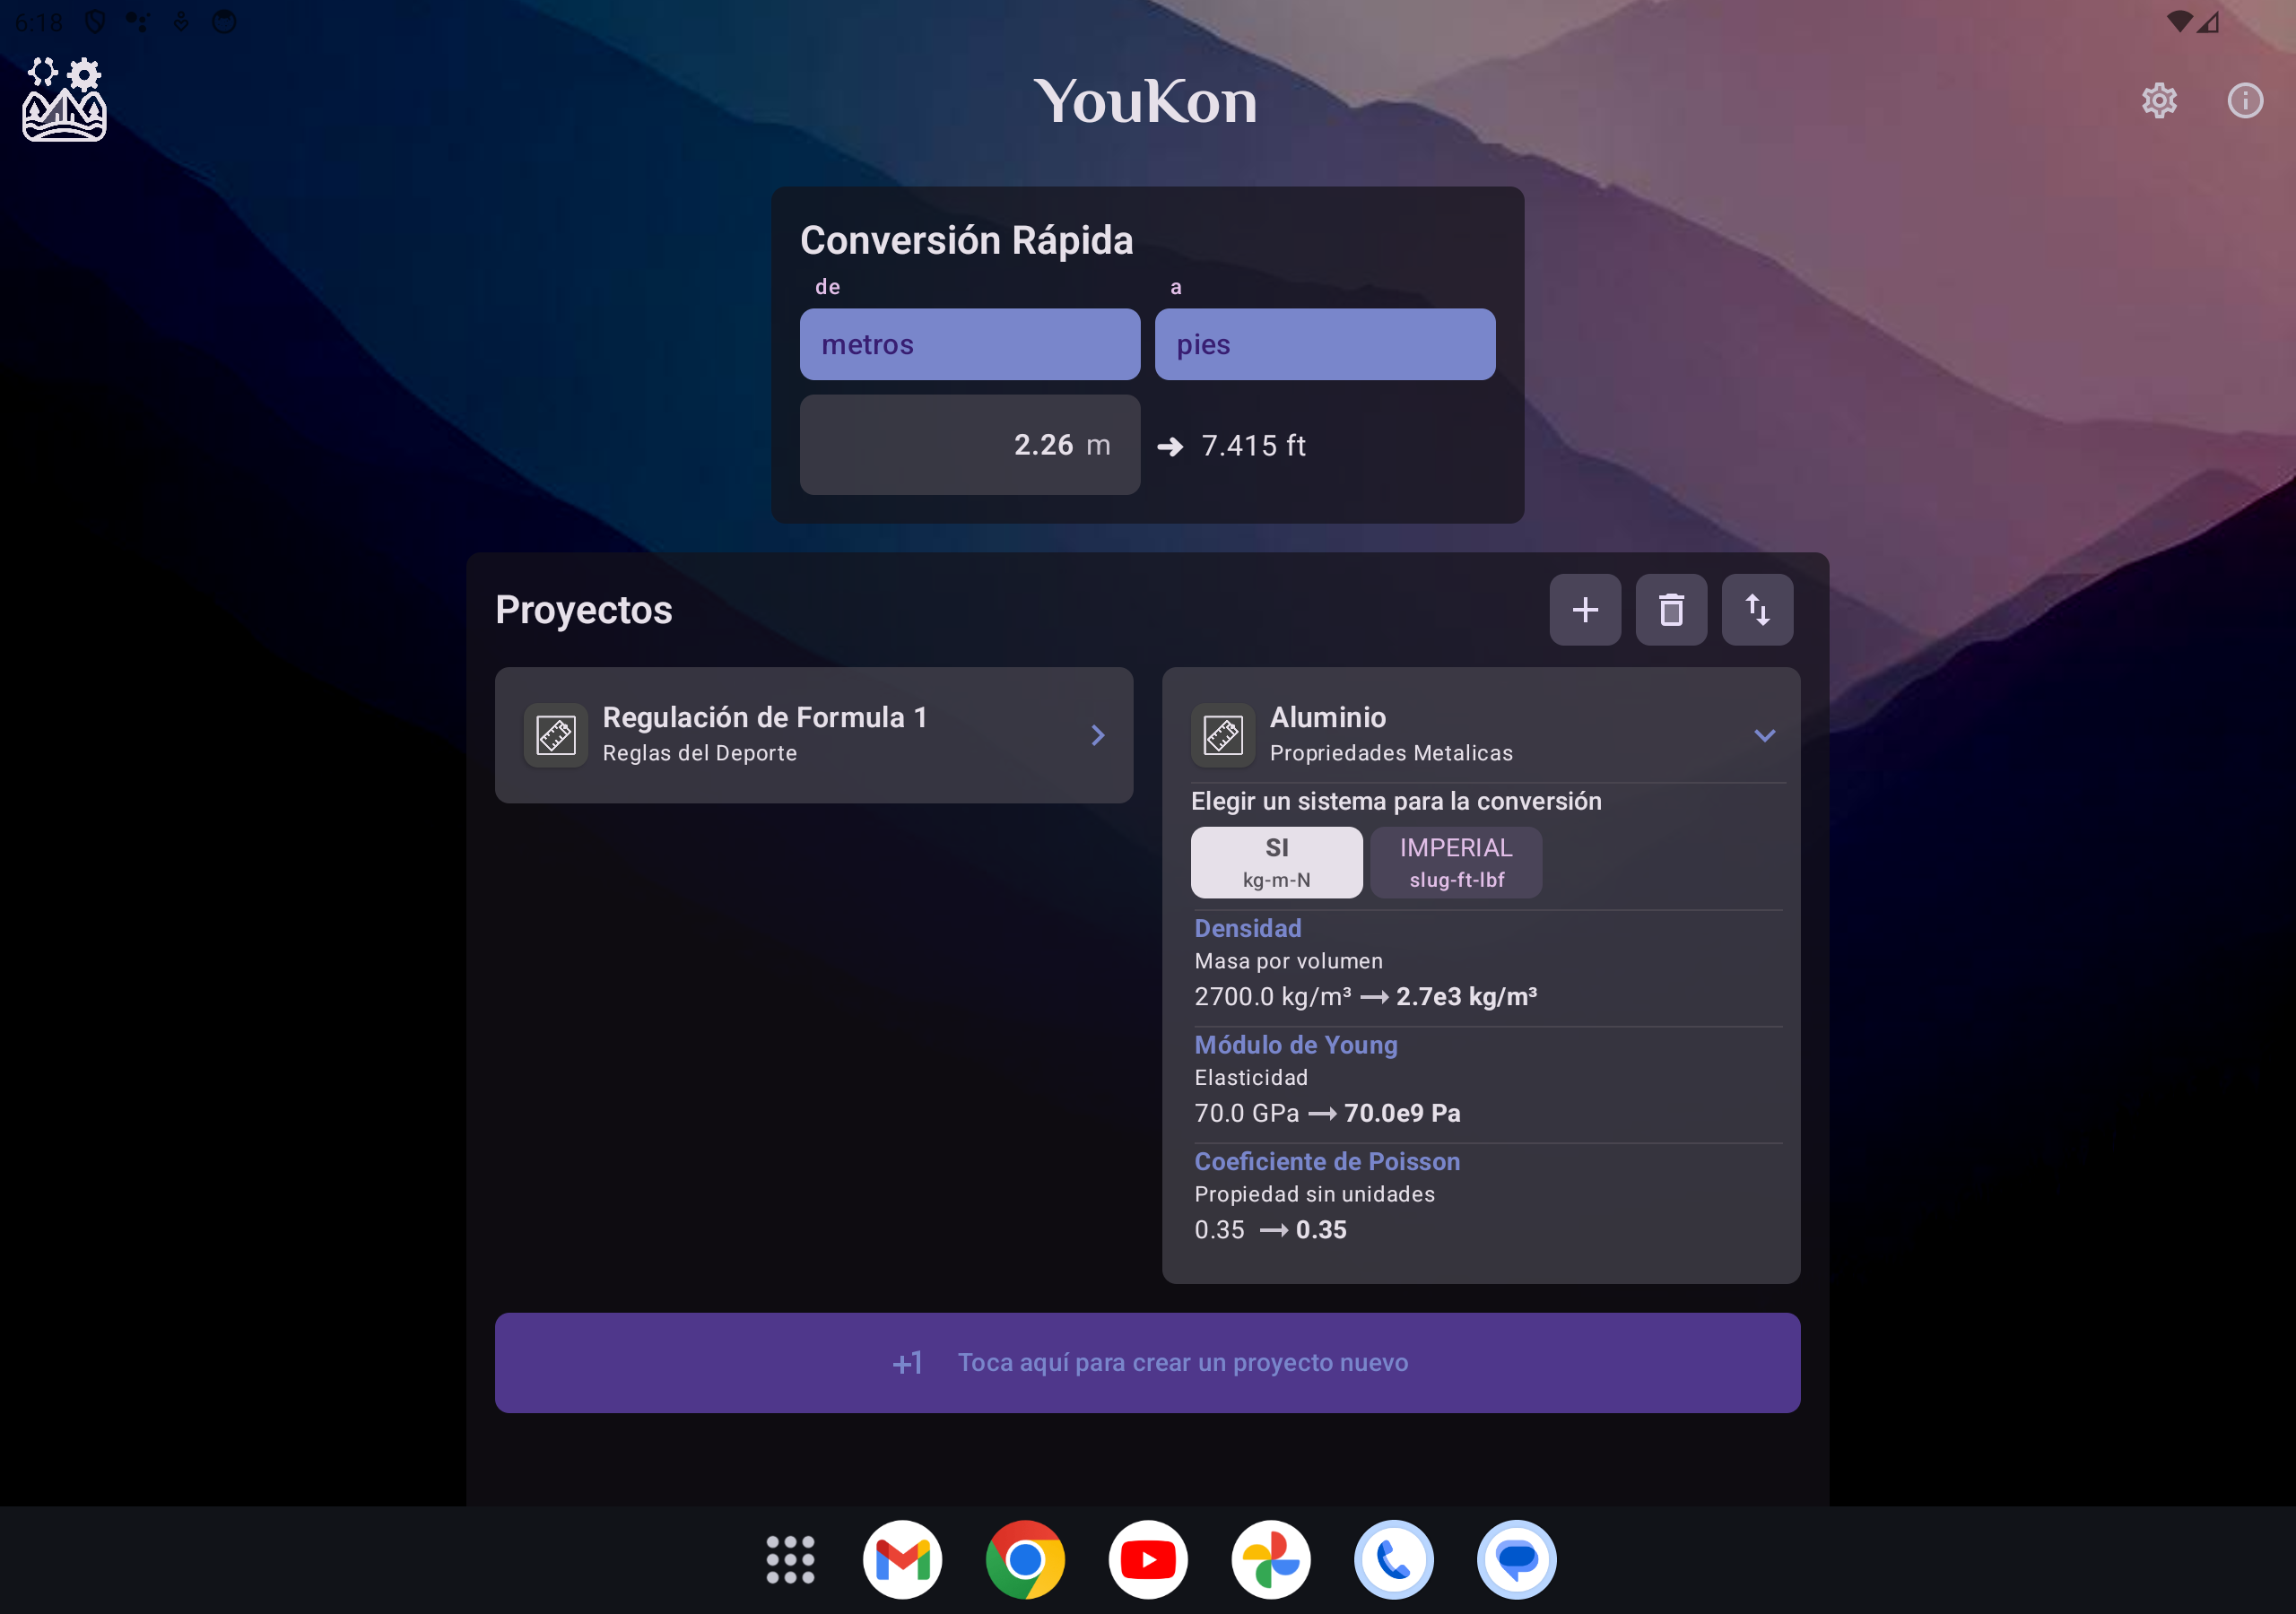 6:18
YouKon
Conversión Rápida
de
a
metros
pies
2.26 m
7.415 ft
Proyectos
Regulación de Formula 1
Reglas del Deporte
Aluminio
Propriedades Metalicas
Elegir un sistema para la conversión
SI
kg-m-N
IMPERIAL
slug-ft-lbf
Densidad
Masa por volumen
2700.0 kg/m³ → 2.7e3 kg/m³
Módulo de Young
Elasticidad
70.0 GPa → 70.0e9 Pa
Coeficiente de Poisson
Propiedad sin unidades
0.35 → 0.35
+1 Toca aquí para crear un proyecto nuevo